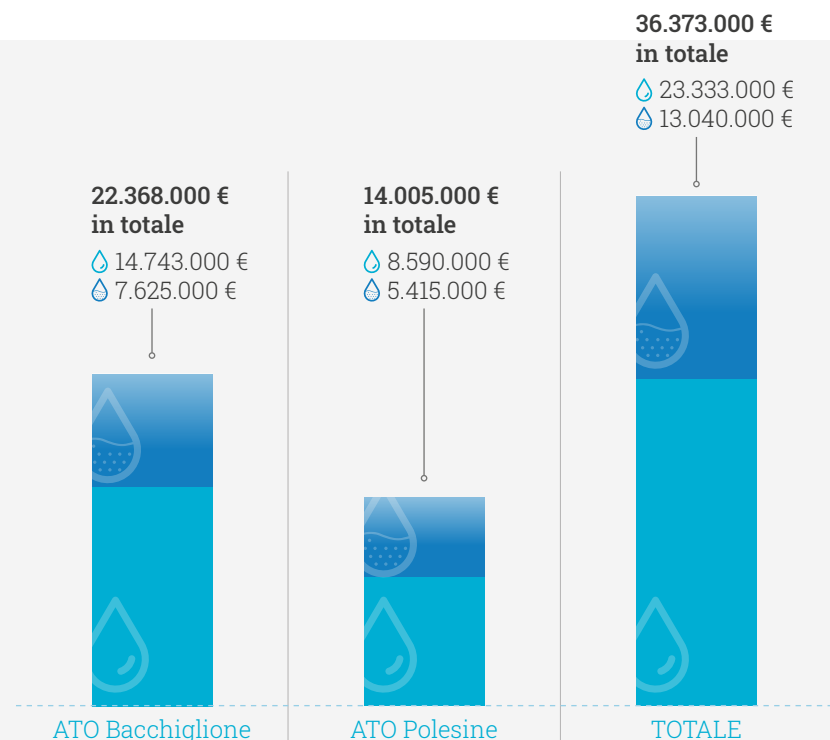 36.373.000 €
in totale
23.333.000 €
13.040.000 €
22.368.000 €
in totale
14.743.000 €
7.625.000 €
14.005.000 €
in totale
8.590.000 €
5.415.000 €
ATO Bacchiglione
ATO Polesine
TOTALE